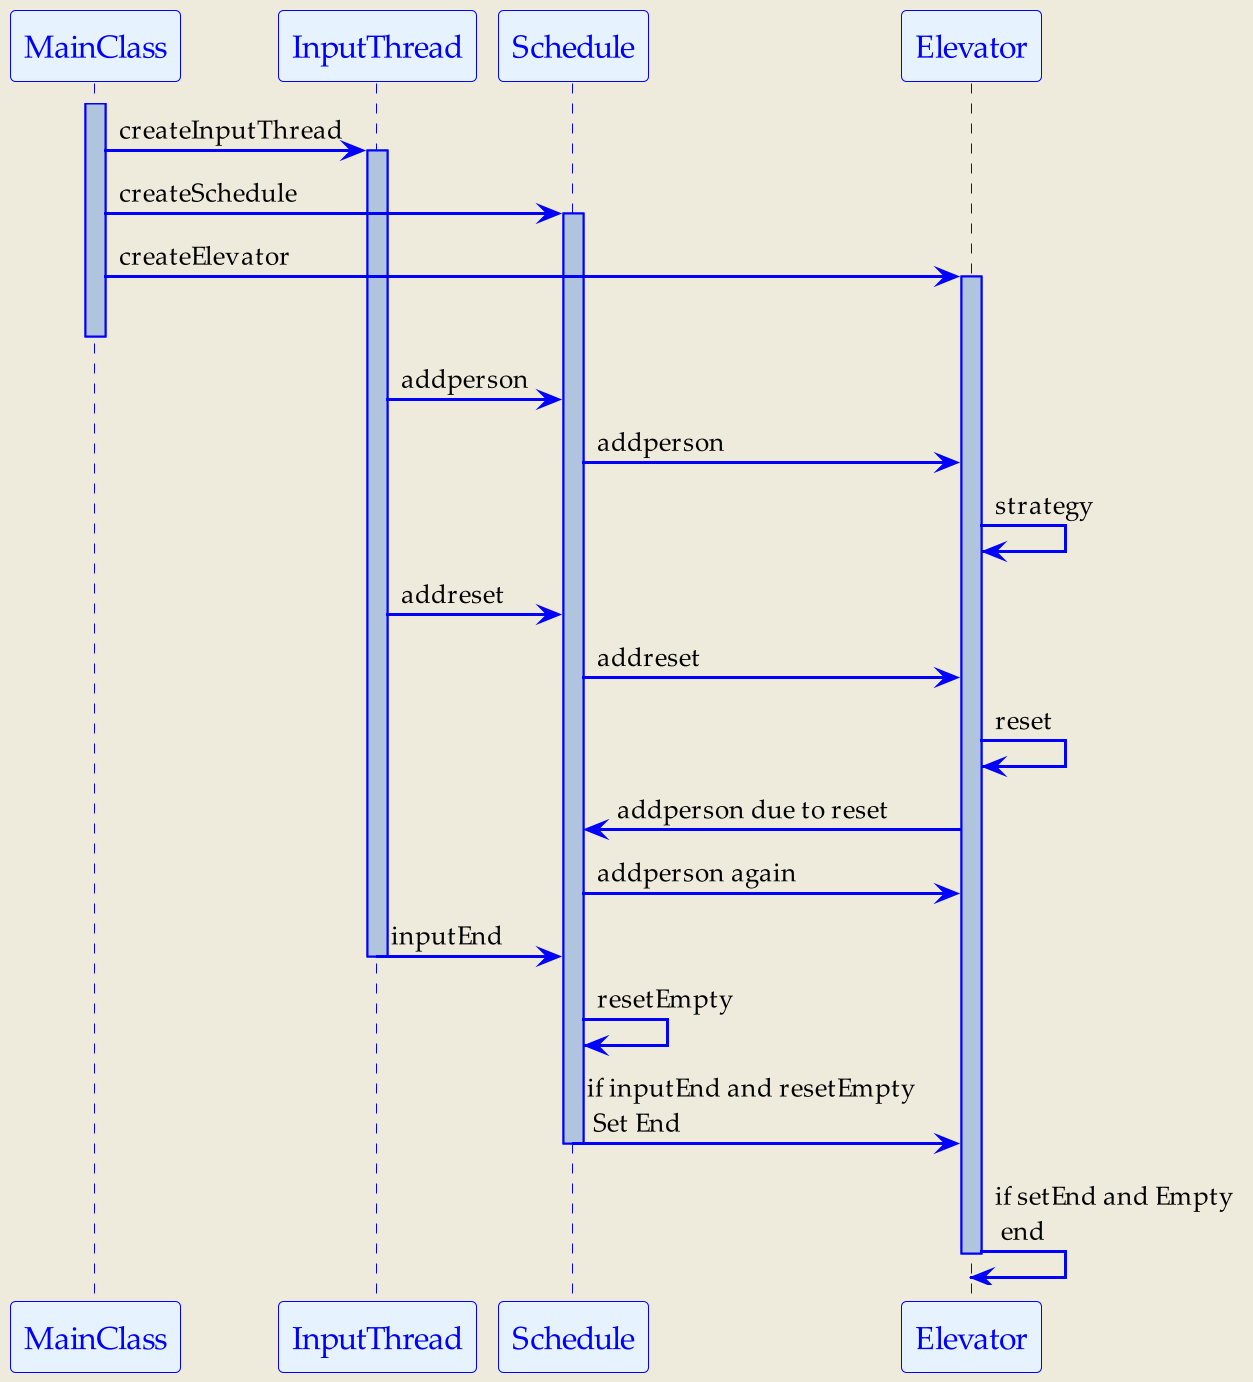 MainClass
InputThread
Schedule
Elevator
createInputThread
createSchedule
createElevator
addperson
addperson
strategy
addreset
addreset
reset
addperson due to reset
addperson again
inputEnd
resetEmpty
if inputEnd and resetEmpty
Set End
if setEnd and Empty
end
MainClass
InputThread
Schedule
Elevator